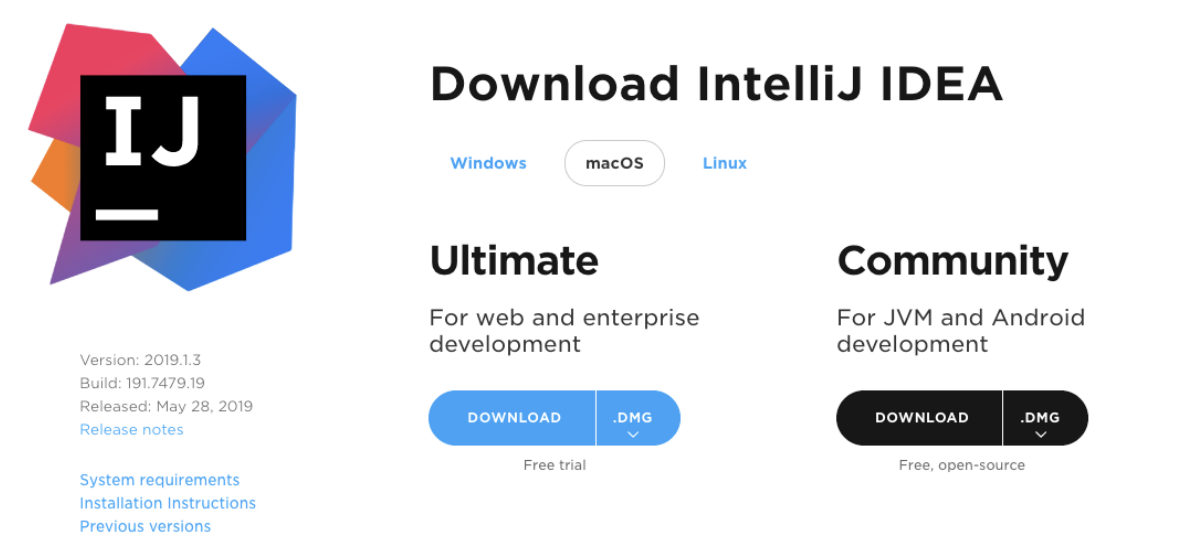 IJ
Download IntelliJ IDEA
Windows macOS Linux
Ultimate
For web and enterprise
development
DOWNLOAD .DMG
Free trial
Community
For JVM and Android
development
DOWNLOAD .DMG
Free, open-source
Version: 2019.1.3
Build: 191.7479.19
Released: May 28, 2019
Release notes
System requirements
Installation Instructions
Previous versions